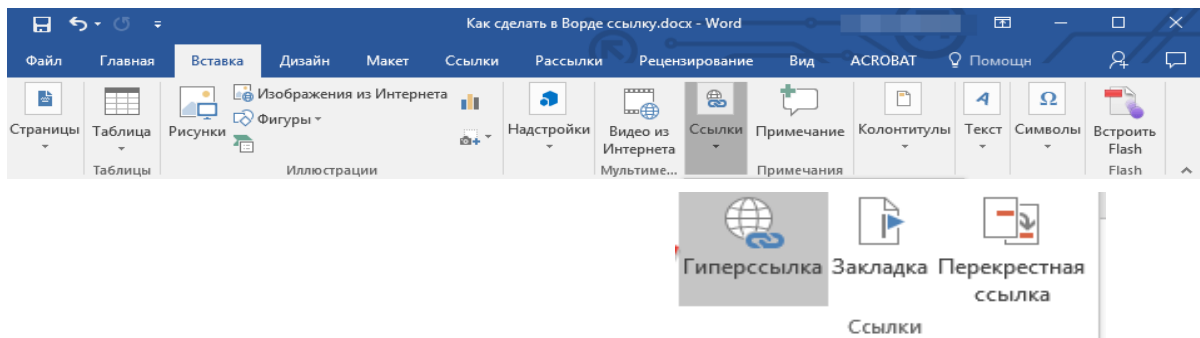 Как сделать в Ворде ссылку.docx - Word
Файл Главная Вставка Дизайн Макет Ссылки Рассылки Рецензирование Вид ACROBAT Помощн
Страницы Таблица Рисунки Изображения из Интернета Фигуры Надстройки Видео из Интернета Ссылки Примечание Колонтитулы Текст Символы Встроить Flash
Таблицы Иллюстрации Мультиме... Примечания Flash
Гиперссылка Закладка Перекрестная
ссылка
Ссылки